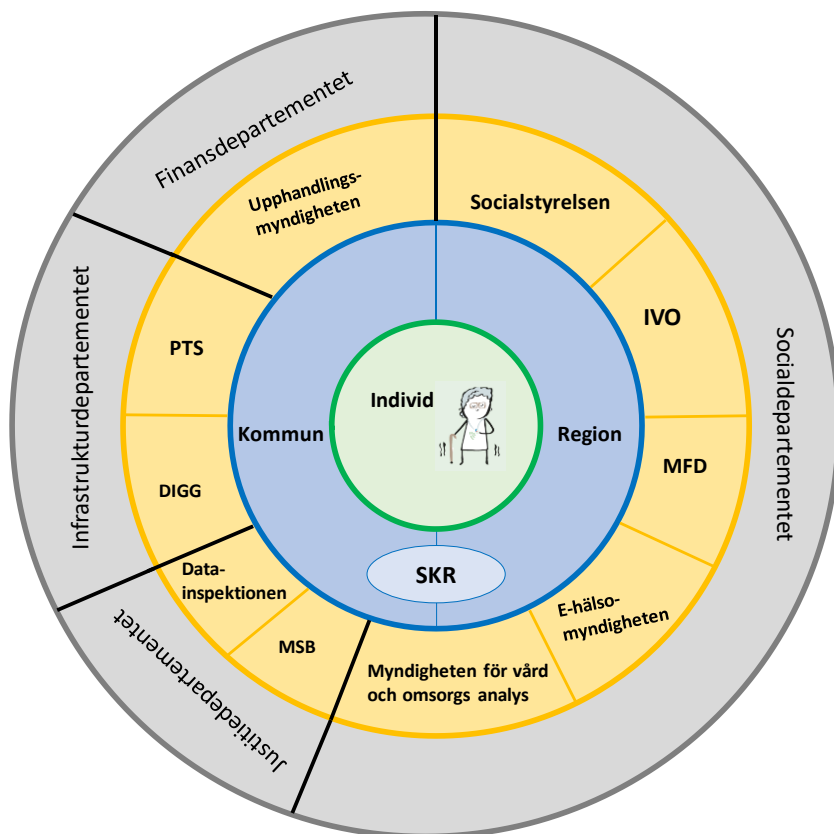 Finansdepartementet
Upphandlings-
myndigheten
Socialstyrelsen
IVO
Socialdepartementet
Infrastrukturdepartementet
PTS
Individ
Kommun
Region
MFD
DIGG
SKR
Data-
inspektionen
E-hälso-
myndigheten
MSB
Myndigheten för vård
och omsorgs analys
Justitiedepartementet